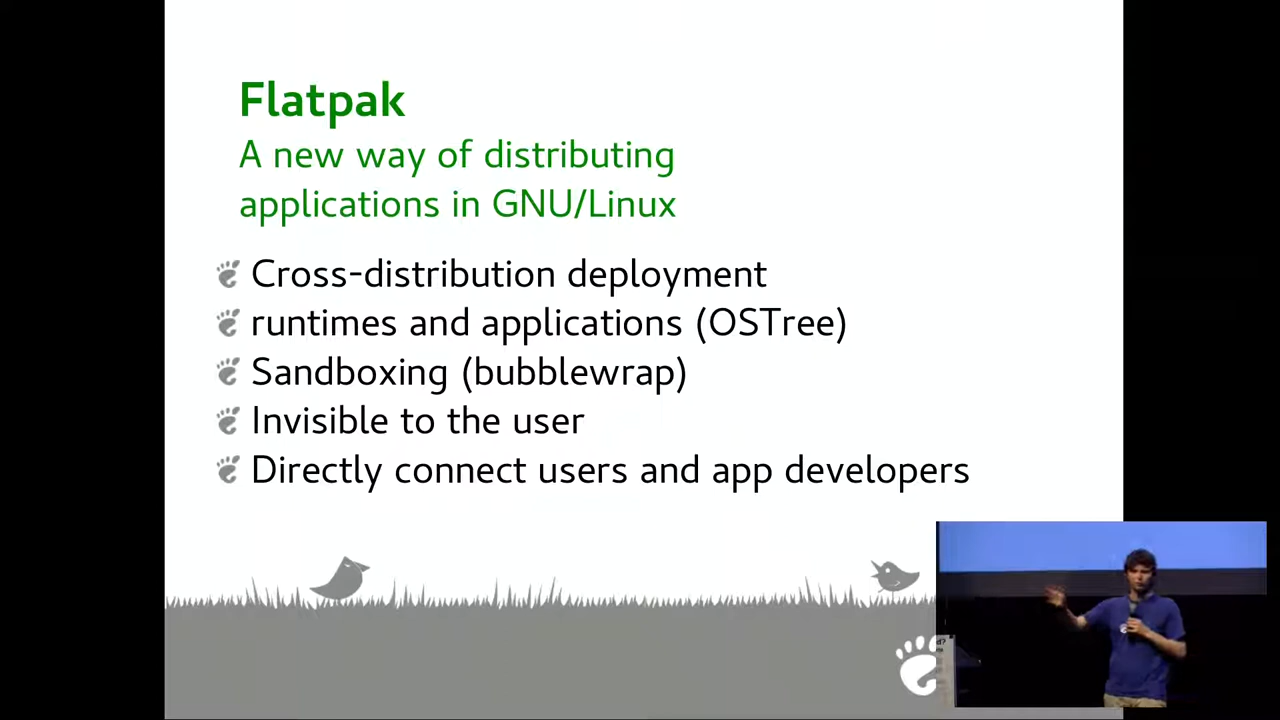 Flatpak
A new way of distributing
applications in GNU/Linux
Cross-distribution deployment
runtimes and applications (OSTree)
Sandboxing (bubblewrap)
Invisible to the user
Directly connect users and app developers